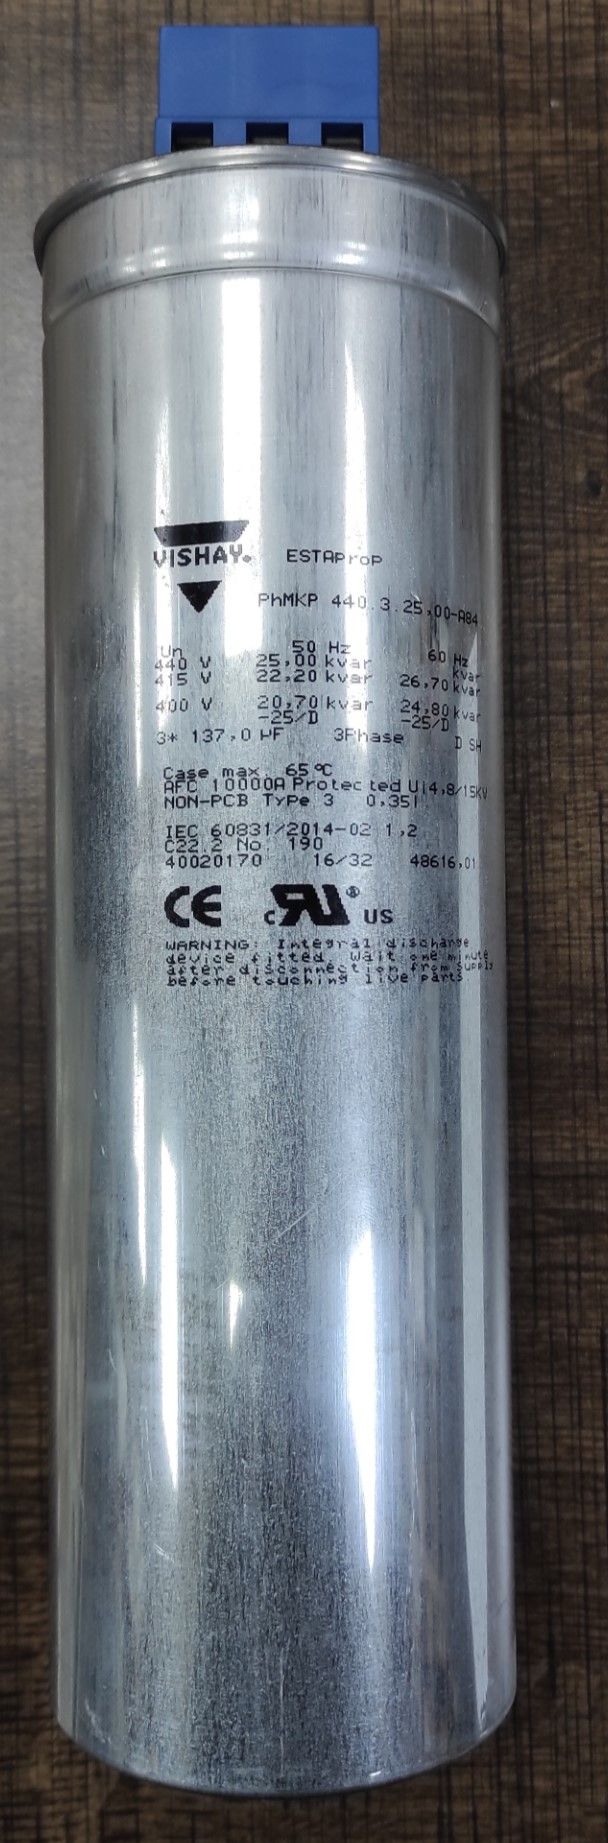 VISHAY. ESTAProP
PhMKP 440.3.25,00-A84
Un 50 Hz 60 Hz
440 V 25,00 kvar kvar
415 V 22,20 kvar 26,70 kvar
400 V 20,70 kvar 24,80 kvar
-25/D -25/D
3* 137,0 µF 3Phase D SH
Case max 65°C
AFC 10000A Protected Ui4,8/15KV
NON-PCB Type 3 0,35l
IEC 60831/2014-02 1,2
C22.2 No. 190
40020170 16/32 48616,01
CE c RU ® US
WARNING: Integral discharge
device fitted. Wait one minute
after disconnection from supply
before touching live parts